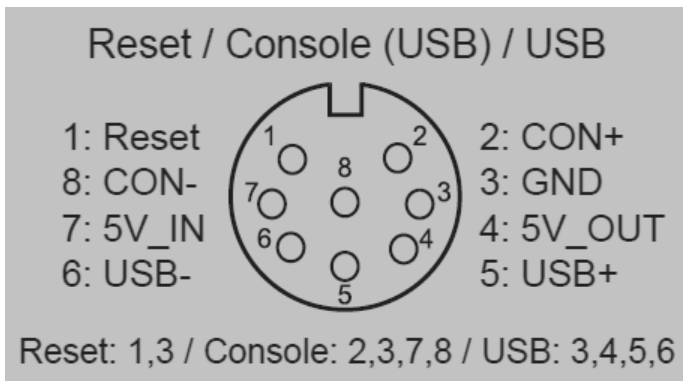 Reset / Console (USB) / USB
1: Reset
8: CON-
7: 5V_IN
6: USB-
1
2
8
7
3
6
4
5
2: CON+
3: GND
4: 5V_OUT
5: USB+
Reset: 1,3 / Console: 2,3,7,8 / USB: 3,4,5,6